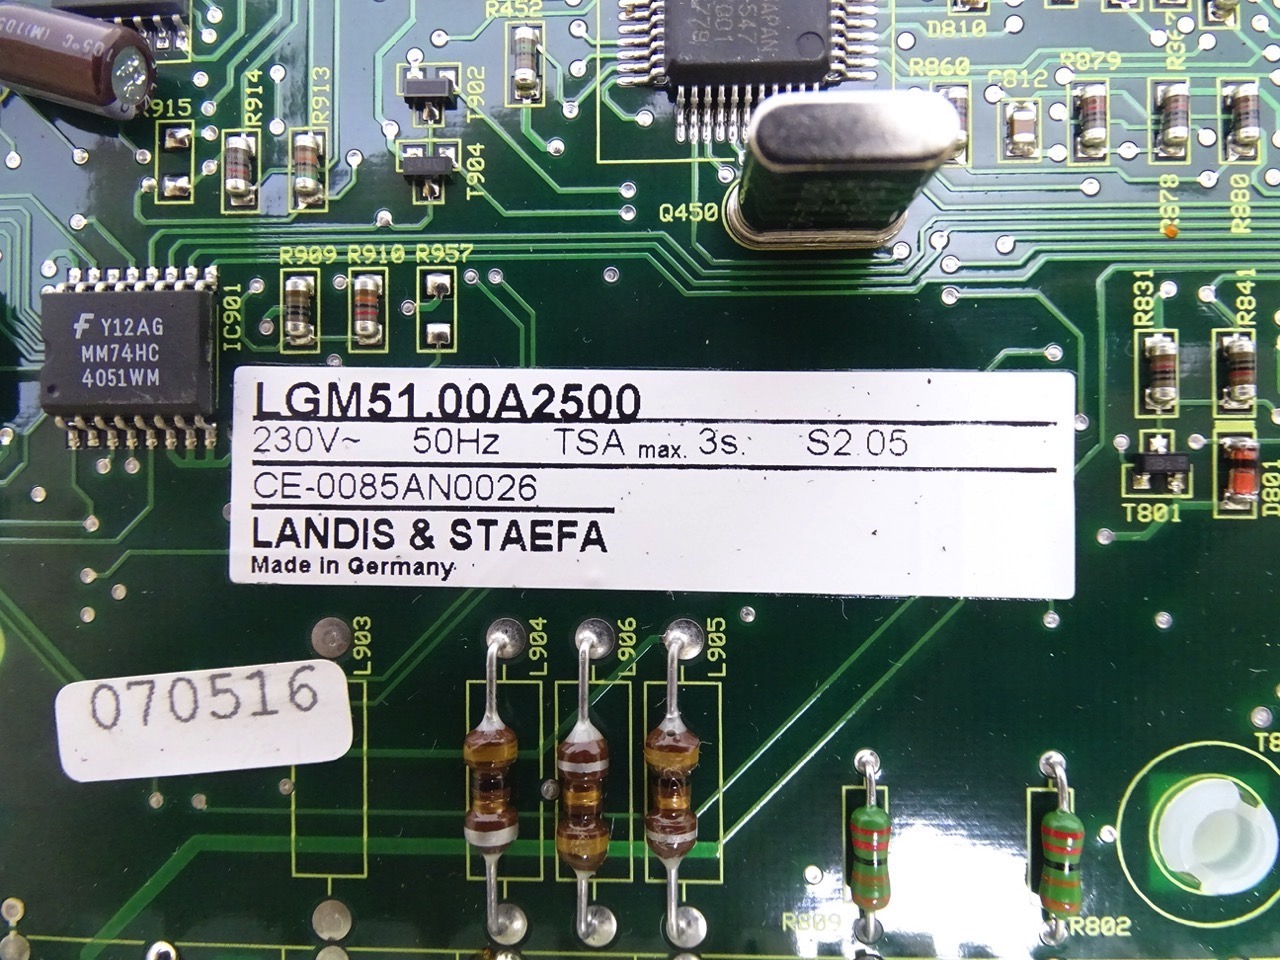 R452
JAPAN
D810
R367
R860
C812
R879
T902
R915
R914
R913
T904
Q450
R878
R880
R909 R910 R957
IC901
R831
R841
F Y12AG
MM74HC
4051WM
LGM51.00A2500
230V~ 50Hz TSA max. 3s. S2.05
CE-0085AN0026
LANDIS & STAEFA
Made in Germany
T801
D801
L903
L904
L906
L905
070516
R809
R802